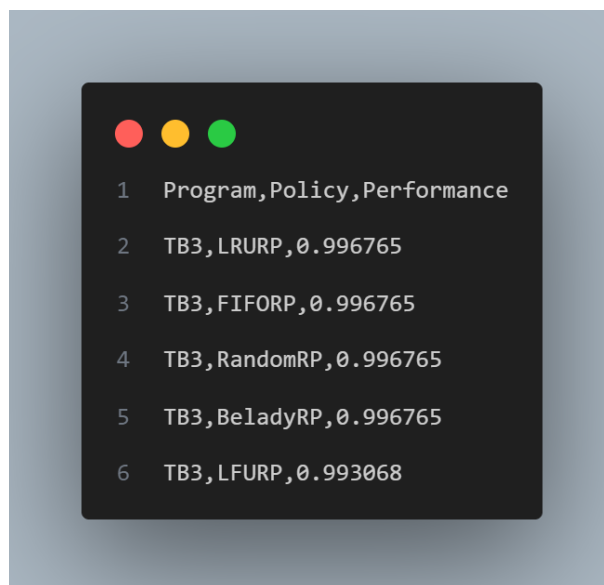 1 Program,Policy,Performance
2 TB3,LRURP,0.996765
3 TB3,FIFORP,0.996765
4 TB3,RandomRP,0.996765
5 TB3,BeladyRP,0.996765
6 TB3,LFURP,0.993068